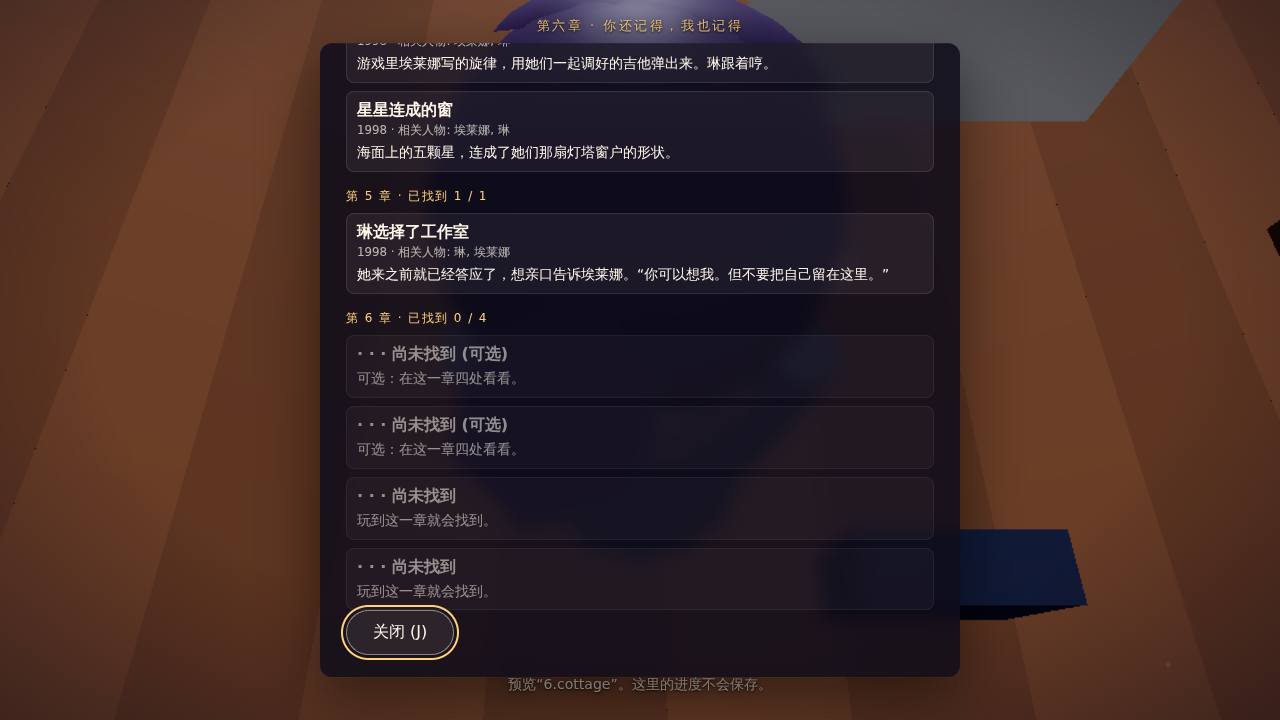 第六章 · 你还记得，我也记得
1998 · 相关人物: 埃莱娜, 琳
游戏里埃莱娜写的旋律，用她们一起调好的吉他弹出来。琳跟着哼。
星星连成的窗
1998 · 相关人物: 埃莱娜, 琳
海面上的五颗星，连成了她们那扇灯塔窗户的形状。
第 5 章 · 已找到 1 / 1
琳选择了工作室
1998 · 相关人物: 琳, 埃莱娜
她来之前就已经答应了，想亲口告诉埃莱娜。“你可以想我。但不要把自己留在这里。”
第 6 章 · 已找到 0 / 4
· · · 尚未找到 (可选)
可选：在这一章四处看看。
· · · 尚未找到 (可选)
可选：在这一章四处看看。
· · · 尚未找到
玩到这一章就会找到。
· · · 尚未找到
玩到这一章就会找到。
关闭 (J)
预览“6.cottage”。这里的进度不会保存。